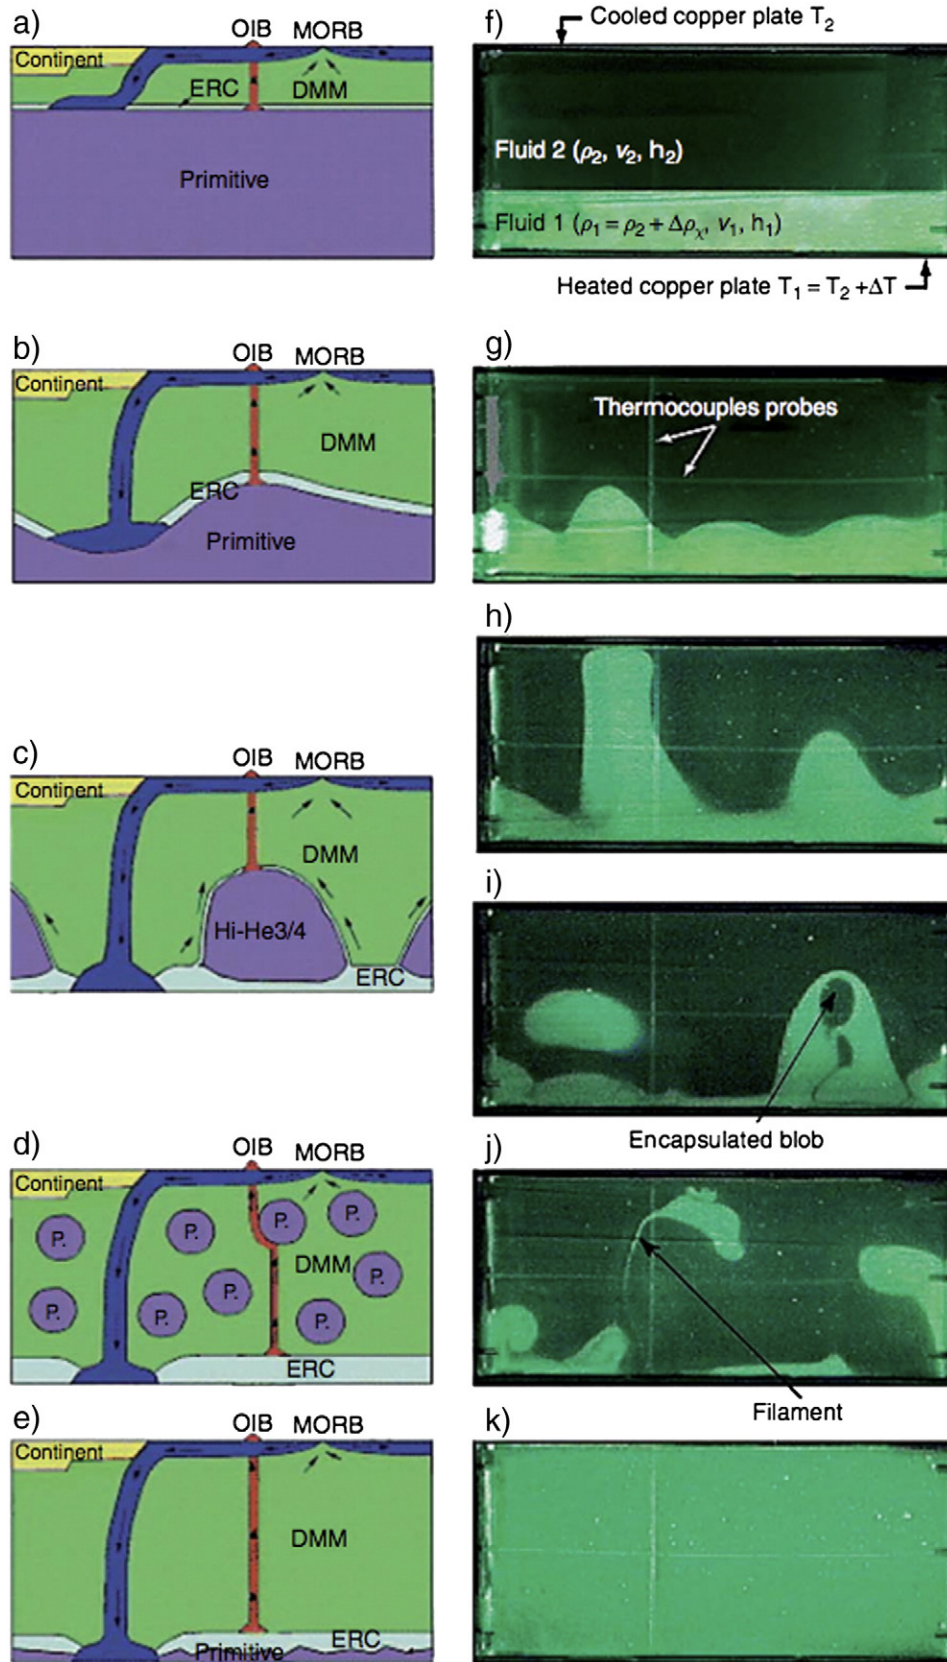 a)
OIB MORB
Continent
ERC DMM
Primitive
b)
OIB MORB
Continent
DMM
ERC
Primitive
c)
OIB MORB
Continent
DMM
Hi-He3/4
ERC
d)
OIB MORB
Continent
P. P. P. P.
DMM
P. P. P. P. P.
ERC
e)
OIB MORB
Continent
DMM
ERC
Primitive
f)
Cooled copper plate T₂
Fluid 2 (ρ₂, ν₂, h₂)
Fluid 1 (ρ₁ = ρ₂ + Δρᵪ, ν₁, h₁)
Heated copper plate T₁ = T₂ +ΔT
g)
Thermocouples probes
h)
i)
Encapsulated blob
j)
Filament
k)